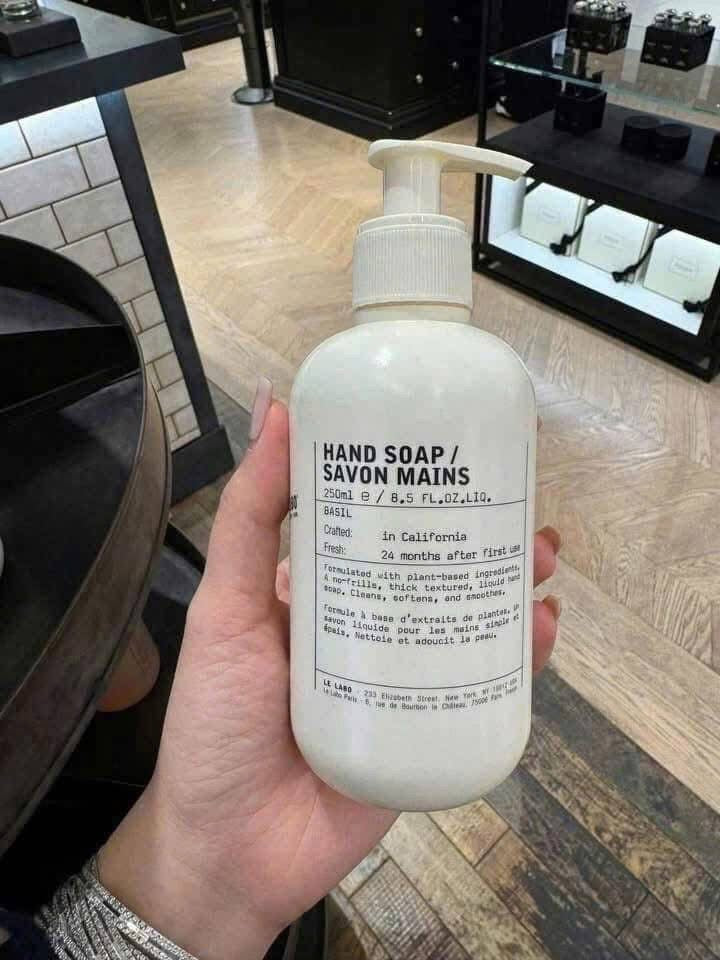 HAND SOAP /
SAVON MAINS
250ml e / 8.5 FL.OZ.LIQ.
BASIL
Crafted: in California
Fresh: 24 months after first use
Formulated with plant-based ingredients.
A no-frills, thick textured, liquid hand
soap. Cleans, softens, and smoothes.
Formule à base d'extraits de plantes, un
savon liquide pour les mains simple et
épais. Nettoie et adoucit la peau.
LE LABO - 233 Elizabeth Street, New York, NY 10012 USA
Le Labo Paris - 6, rue de Bourbon le Château, 75006 Paris France